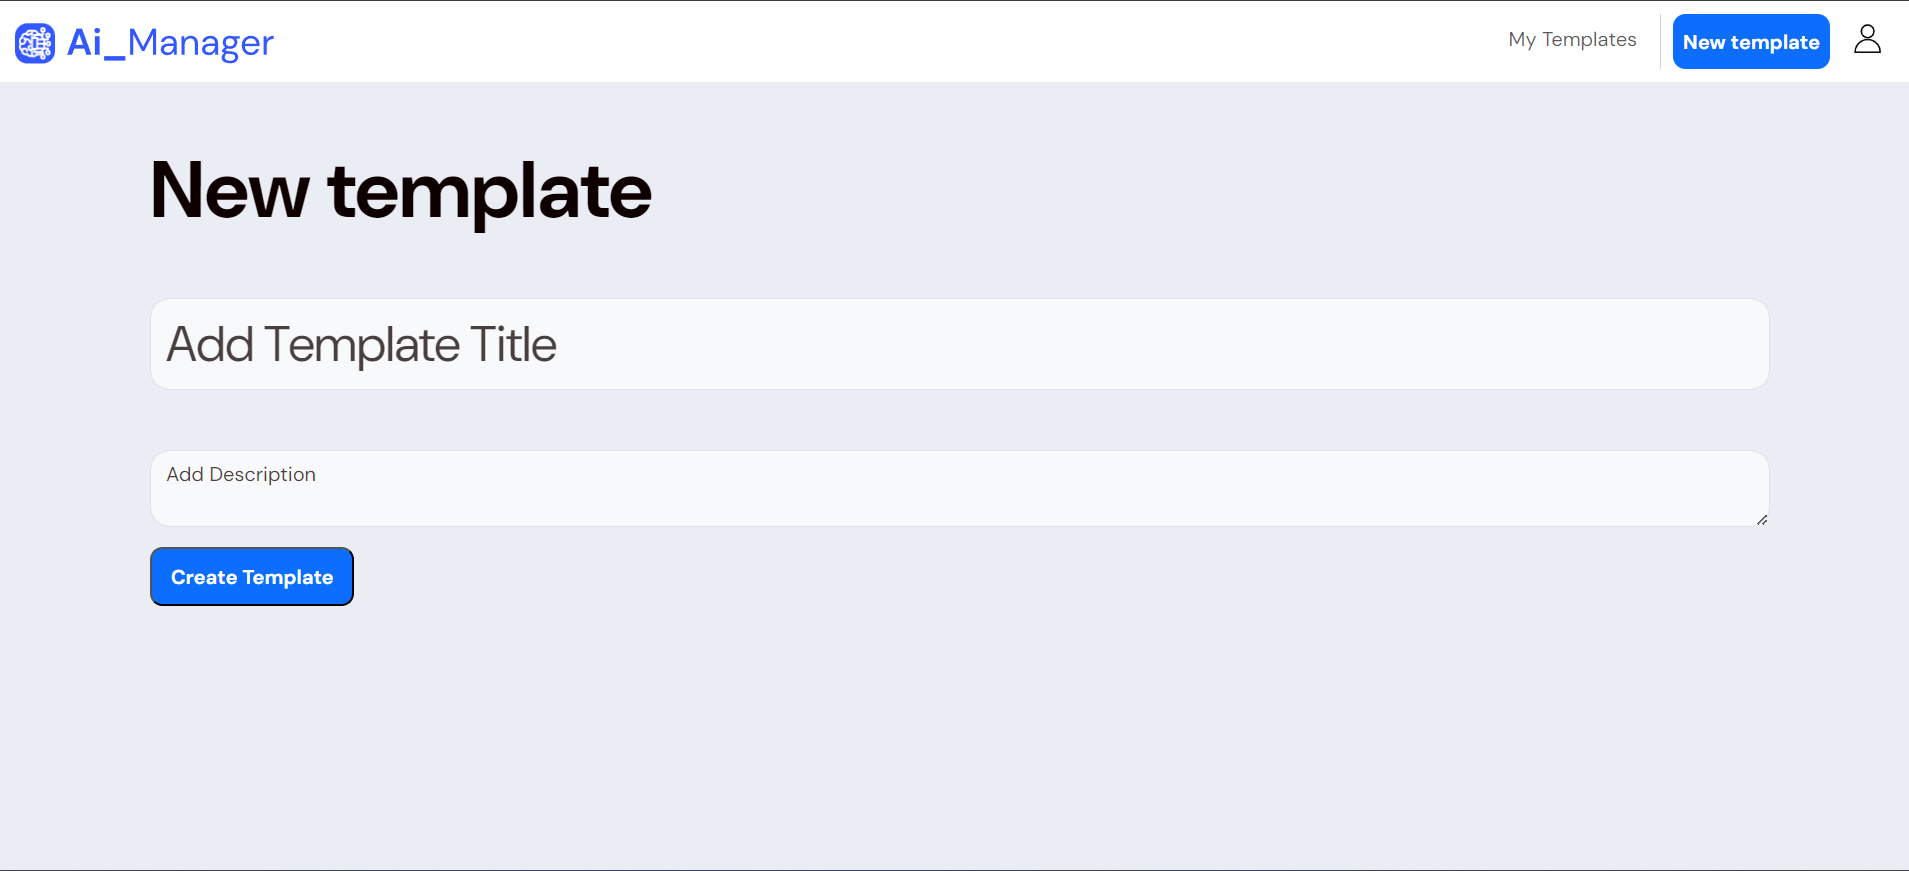 Ai_Manager
My Templates
New template
New template
Add Template Title
Add Description
Create Template